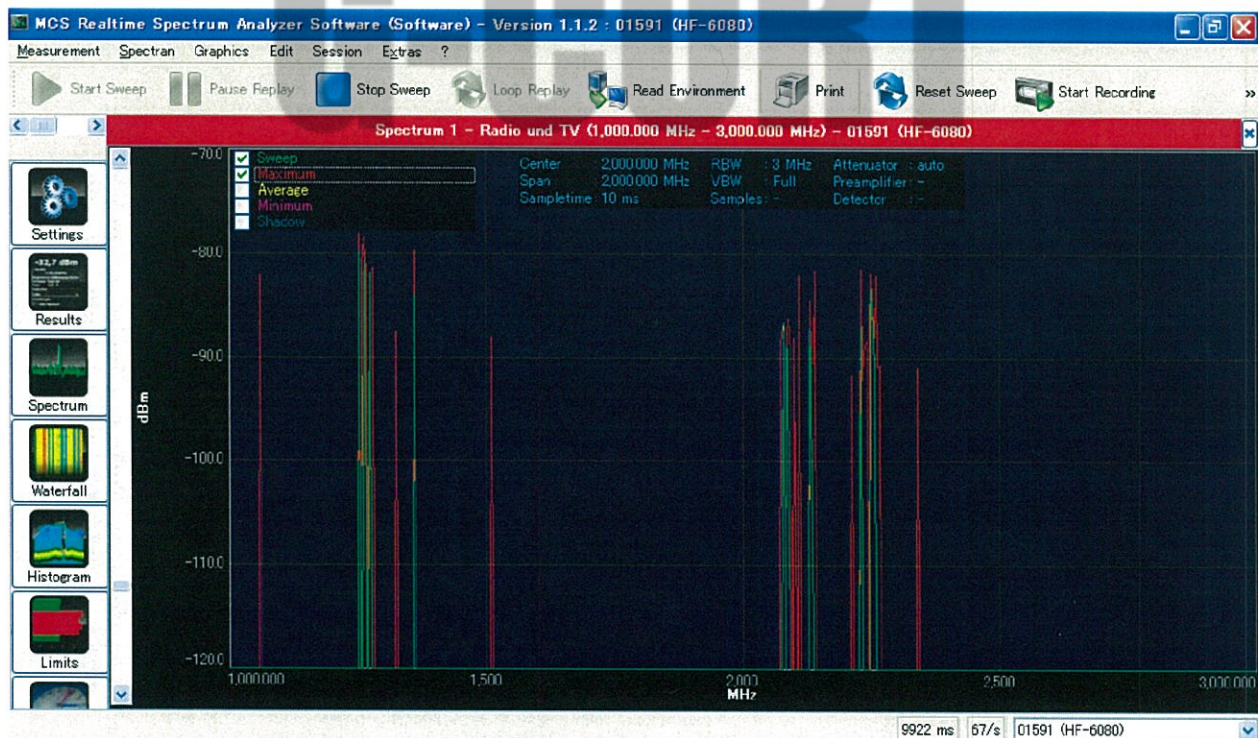 MCS Realtime Spectrum Analyzer Software (Software) - Version 1.1.2 : 01591 (HF-6080)
Measurement Spectran Graphics Edit Session Extras ?
Start Sweep Pause Replay Stop Sweep Loop Replay Read Environment Print Reset Sweep Start Recording »
Spectrum 1 - Radio und TV (1,000.000 MHz - 3,000.000 MHz) - 01591 (HF-6080)
Settings
-32,7 dBm
Results
Spectrum
Waterfall
Histogram
Limits
Sweep
Maximum
Average
Minimum
Shadow
Center 2,000.000 MHz RBW : 3 MHz Attenuator : auto
Span 2,000.000 MHz VBW : Full Preamplifier : -
Sampletime 10 ms Samples : - Detector : -
-70.0
-80.0
-90.0
-100.0
-110.0
-120.0
dBm
1,000.000 1,500 2,000 2,500 3,000.000
MHz
9922 ms 67/s 01591 (HF-6080)